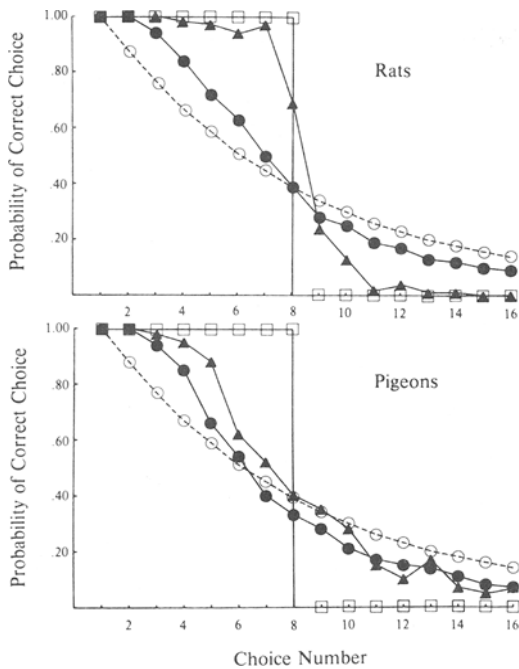 1.00
.80
.60
.40
.20
Probability of Correct Choice
Rats
2 4 6 8 10 12 14 16
1.00
.80
.60
.40
.20
Probability of Correct Choice
Pigeons
2 4 6 8 10 12 14 16
Choice Number